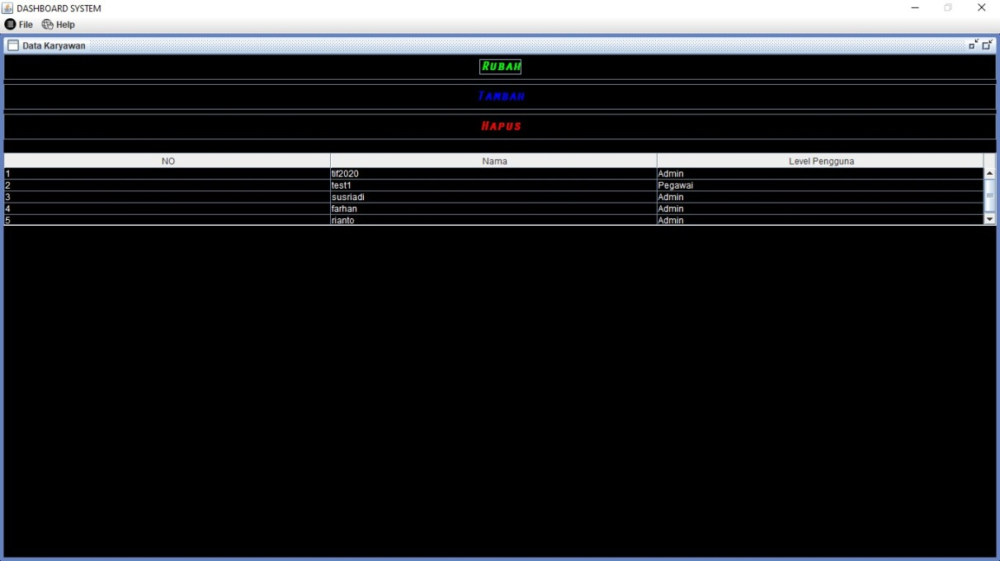 DASHBOARD SYSTEM
File Help
Data Karyawan
RUBAH
TAMBAH
HAPUS
NO Nama Level Pengguna
1 tif2020 Admin
2 test1 Pegawai
3 susriadi Admin
4 farhan Admin
5 rianto Admin